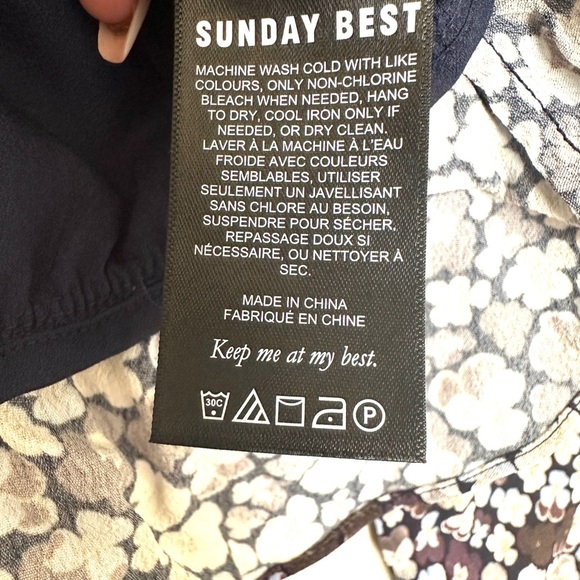 SUNDAY BEST
MACHINE WASH COLD WITH LIKE
COLOURS, ONLY NON-CHLORINE
BLEACH WHEN NEEDED, HANG
TO DRY, COOL IRON ONLY IF
NEEDED, OR DRY CLEAN.
LAVER À LA MACHINE À L'EAU
FROIDE AVEC COULEURS
SEMBLABLES, UTILISER
SEULEMENT UN JAVELLISANT
SANS CHLORE AU BESOIN,
SUSPENDRE POUR SÉCHER,
REPASSAGE DOUX SI
NÉCESSAIRE, OU NETTOYER À
SEC.
MADE IN CHINA
FABRIQUÉ EN CHINE
Keep me at my best.
30C P